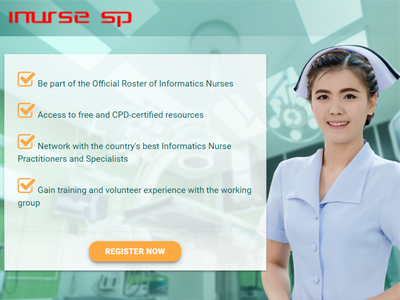 inurse sp
Be part of the Official Roster of Informatics Nurses
Access to free and CPD-certified resources
Network with the country's best Informatics Nurse
Practitioners and Specialists
Gain training and volunteer experience with the working
group
REGISTER NOW